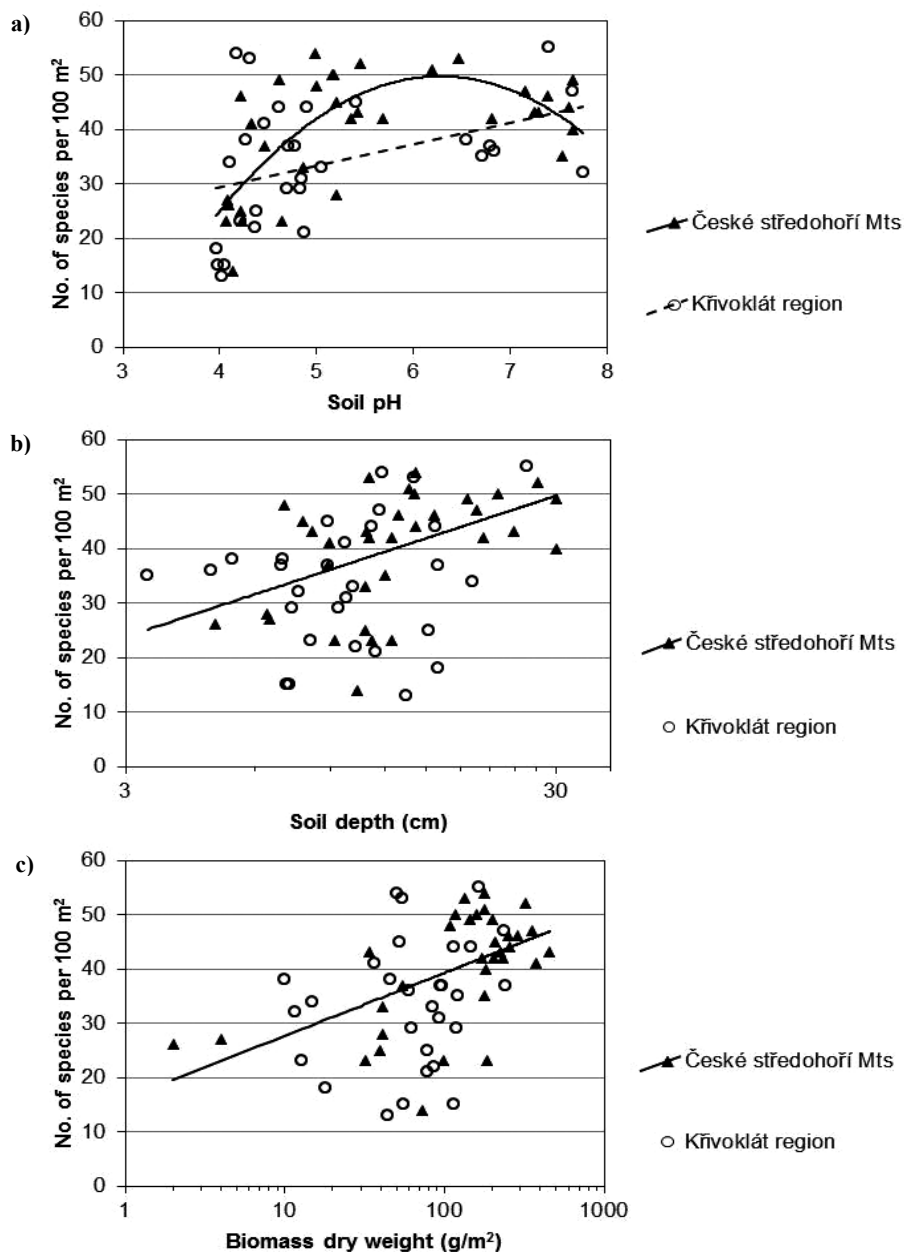 a)
60
50
40
30
20
10
0
No. of species per 100 m²
3 4 5 6 7 8
Soil pH
České středohoří Mts
Křivoklát region
b)
60
50
40
30
20
10
0
No. of species per 100 m²
3 30
Soil depth (cm)
České středohoří Mts
Křivoklát region
c)
60
50
40
30
20
10
0
No. of species per 100 m²
1 10 100 1000
Biomass dry weight (g/m²)
České středohoří Mts
Křivoklát region